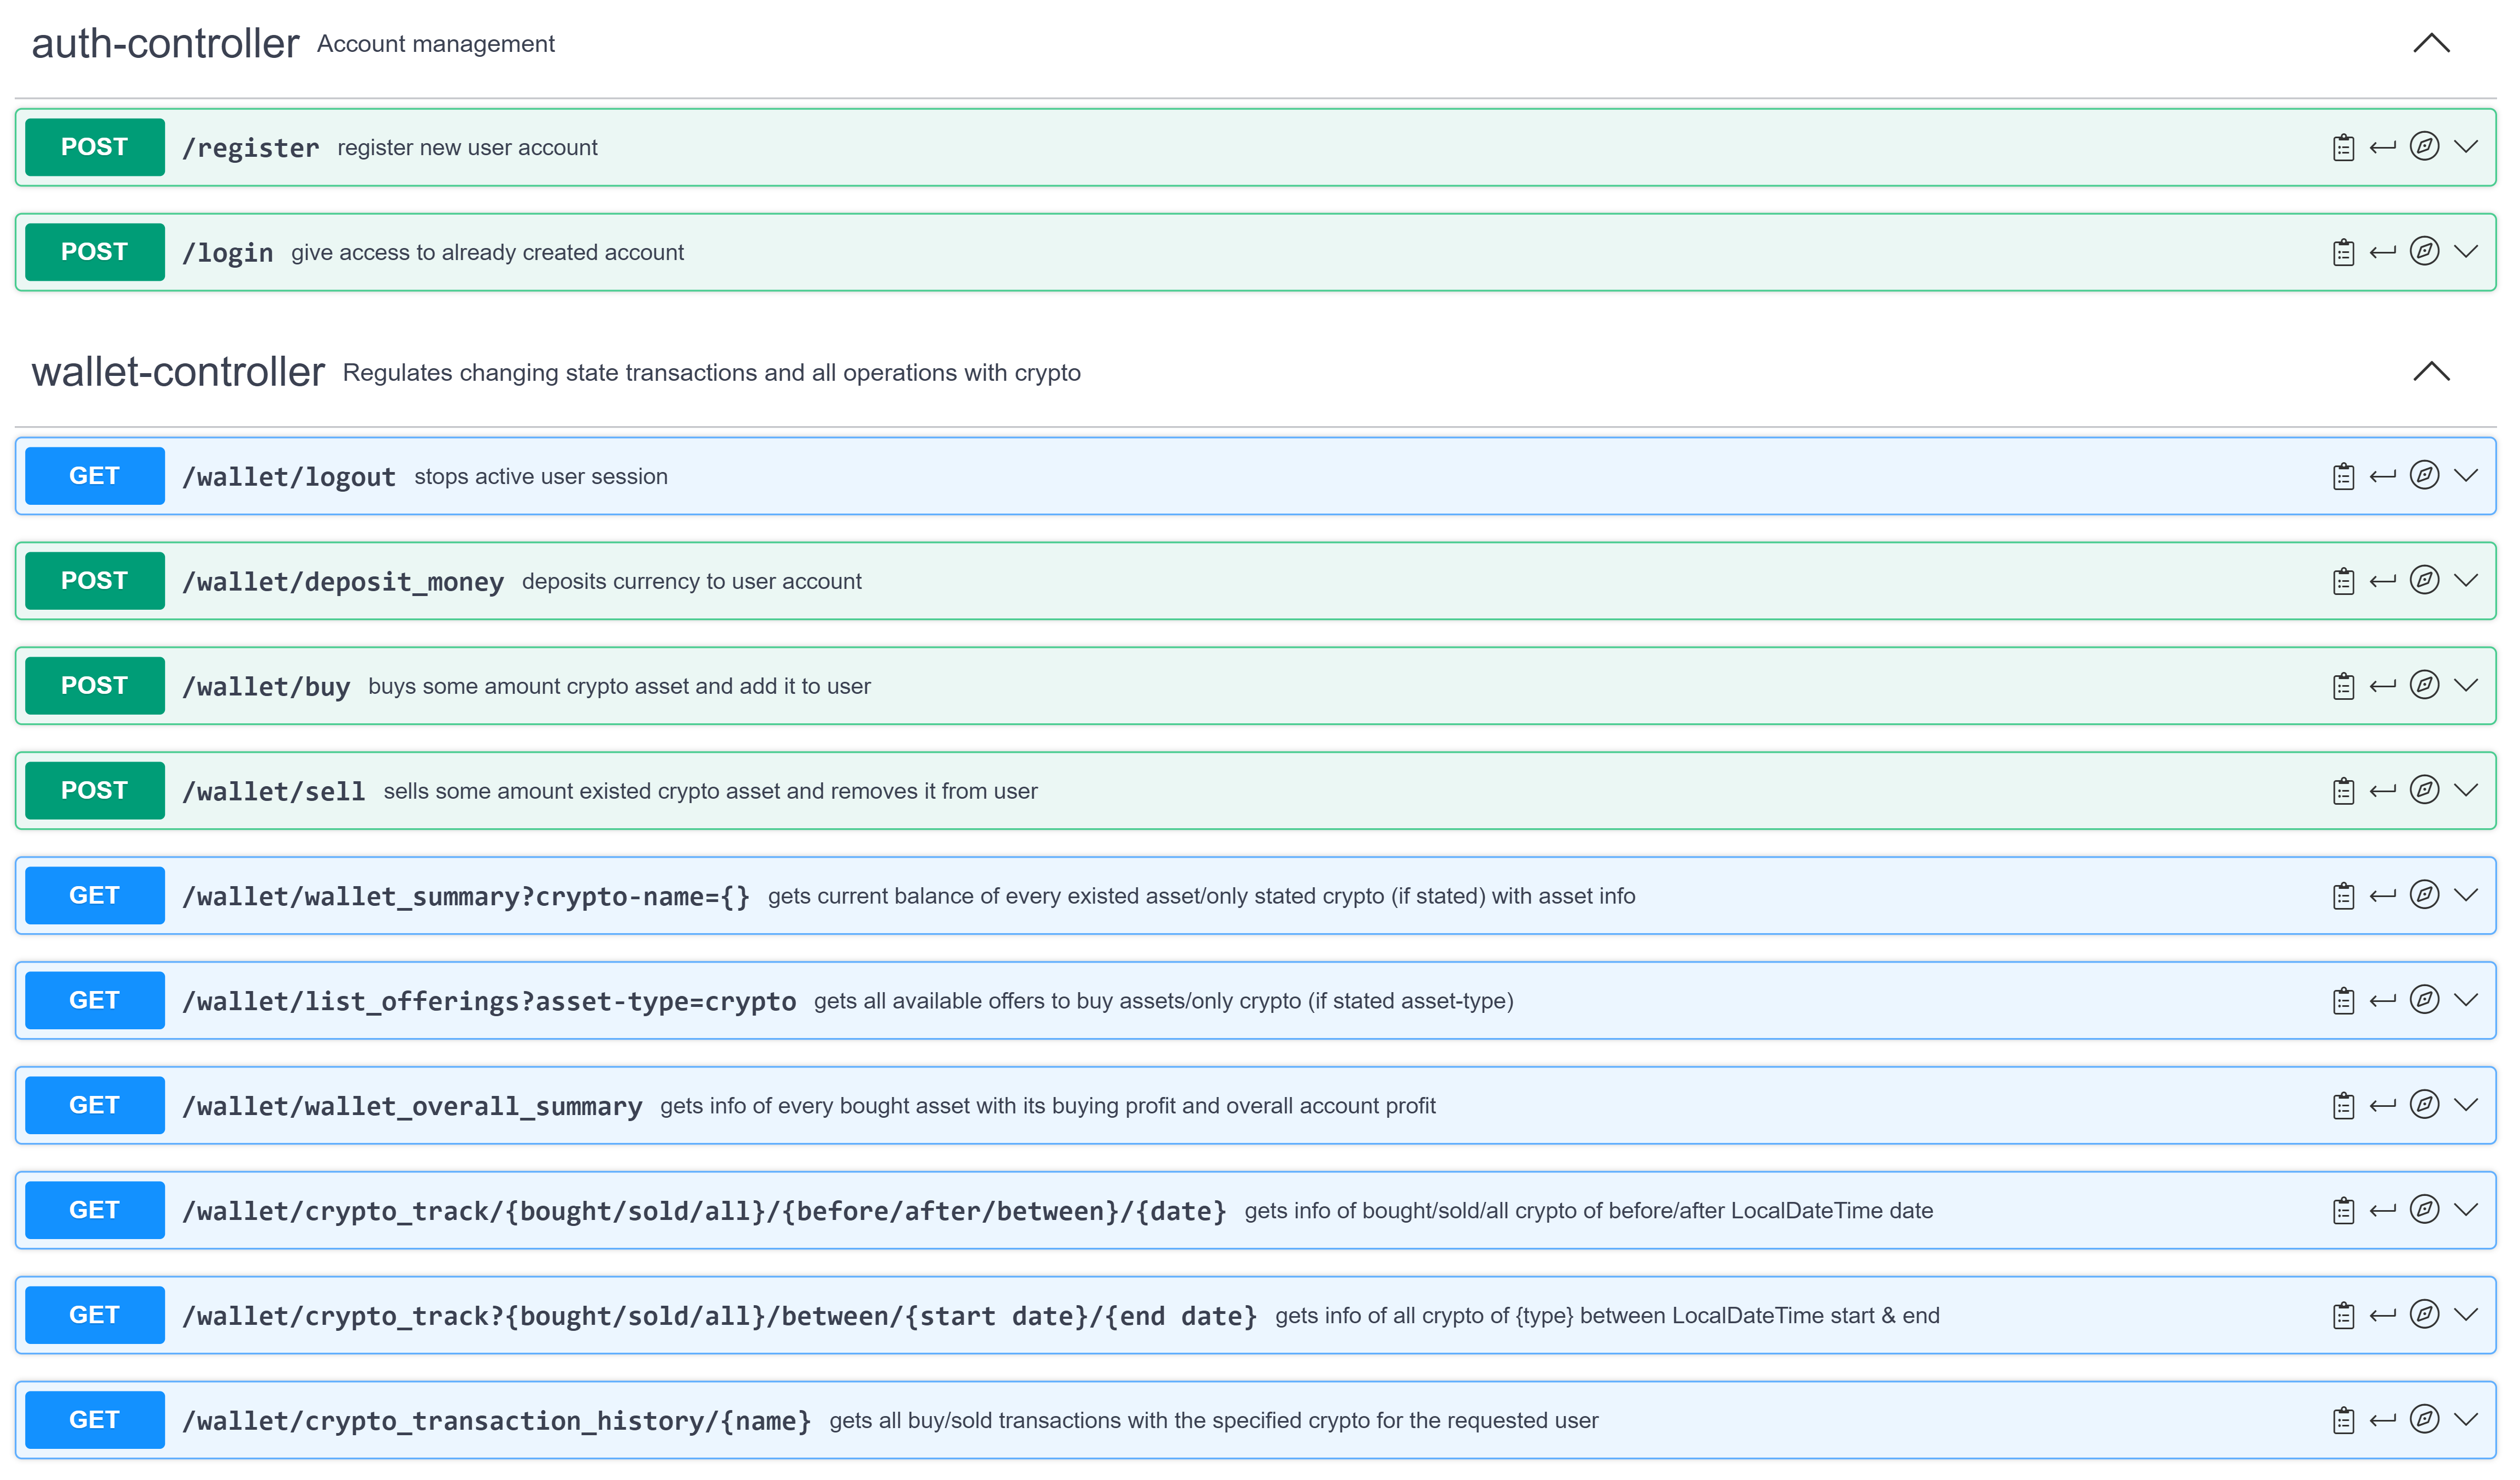 auth-controller Account management
POST /register register new user account
POST /login give access to already created account
wallet-controller Regulates changing state transactions and all operations with crypto
GET /wallet/logout stops active user session
POST /wallet/deposit_money deposits currency to user account
POST /wallet/buy buys some amount crypto asset and add it to user
POST /wallet/sell sells some amount existed crypto asset and removes it from user
GET /wallet/wallet_summary?crypto-name={} gets current balance of every existed asset/only stated crypto (if stated) with asset info
GET /wallet/list_offerings?asset-type=crypto gets all available offers to buy assets/only crypto (if stated asset-type)
GET /wallet/wallet_overall_summary gets info of every bought asset with its buying profit and overall account profit
GET /wallet/crypto_track/{bought/sold/all}/{before/after/between}/{date} gets info of bought/sold/all crypto of before/after LocalDateTime date
GET /wallet/crypto_track?{bought/sold/all}/between/{start date}/{end date} gets info of all crypto of {type} between LocalDateTime start & end
GET /wallet/crypto_transaction_history/{name} gets all buy/sold transactions with the specified crypto for the requested user